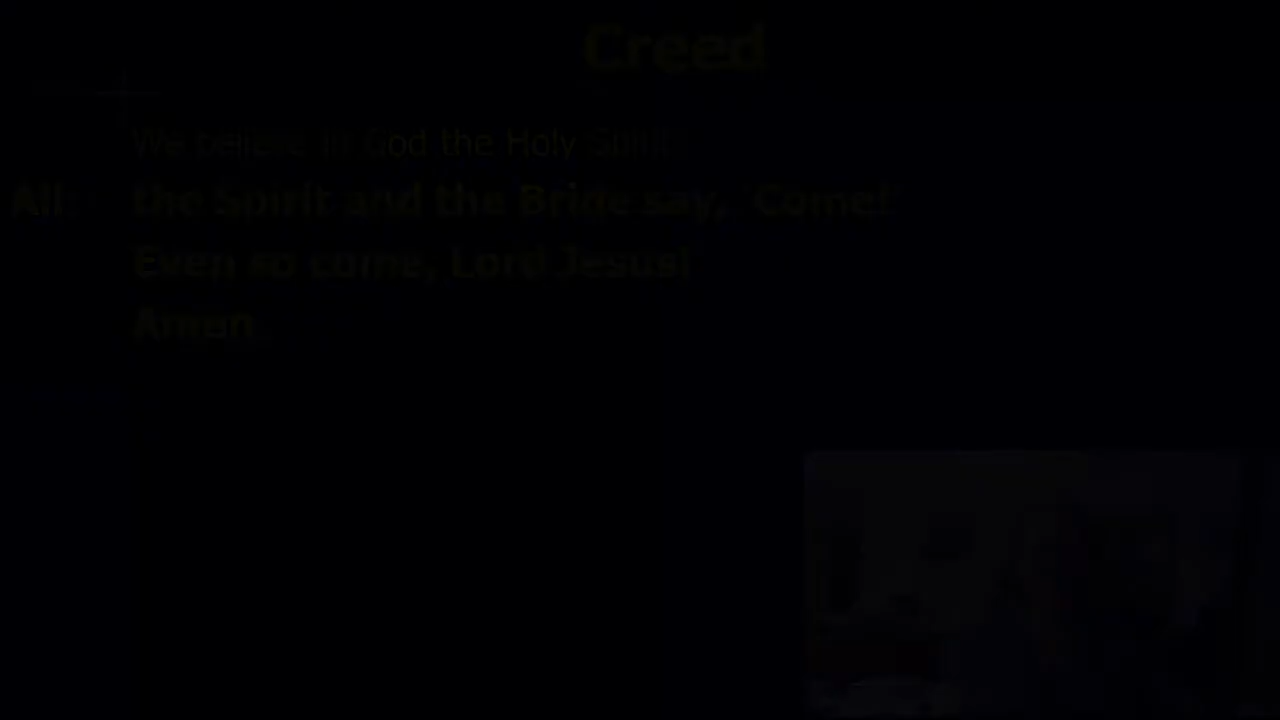 Creed
We believe in God the Holy Spirit:
All: the Spirit and the Bride say, 'Come!'
Even so come, Lord Jesus!
Amen.